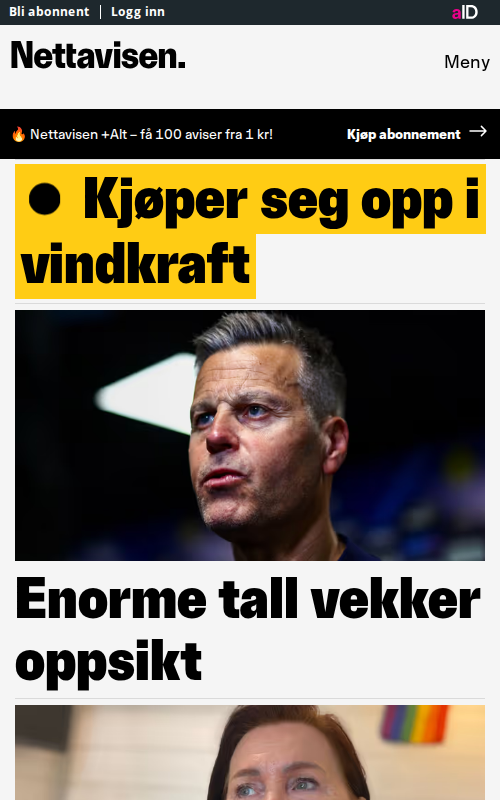 Bli abonnent | Logg inn
aID
Nettavisen.
Meny
🔥 Nettavisen +Alt – få 100 aviser fra 1 kr!
Kjøp abonnement →
● Kjøper seg opp i
vindkraft
Enorme tall vekker
oppsikt